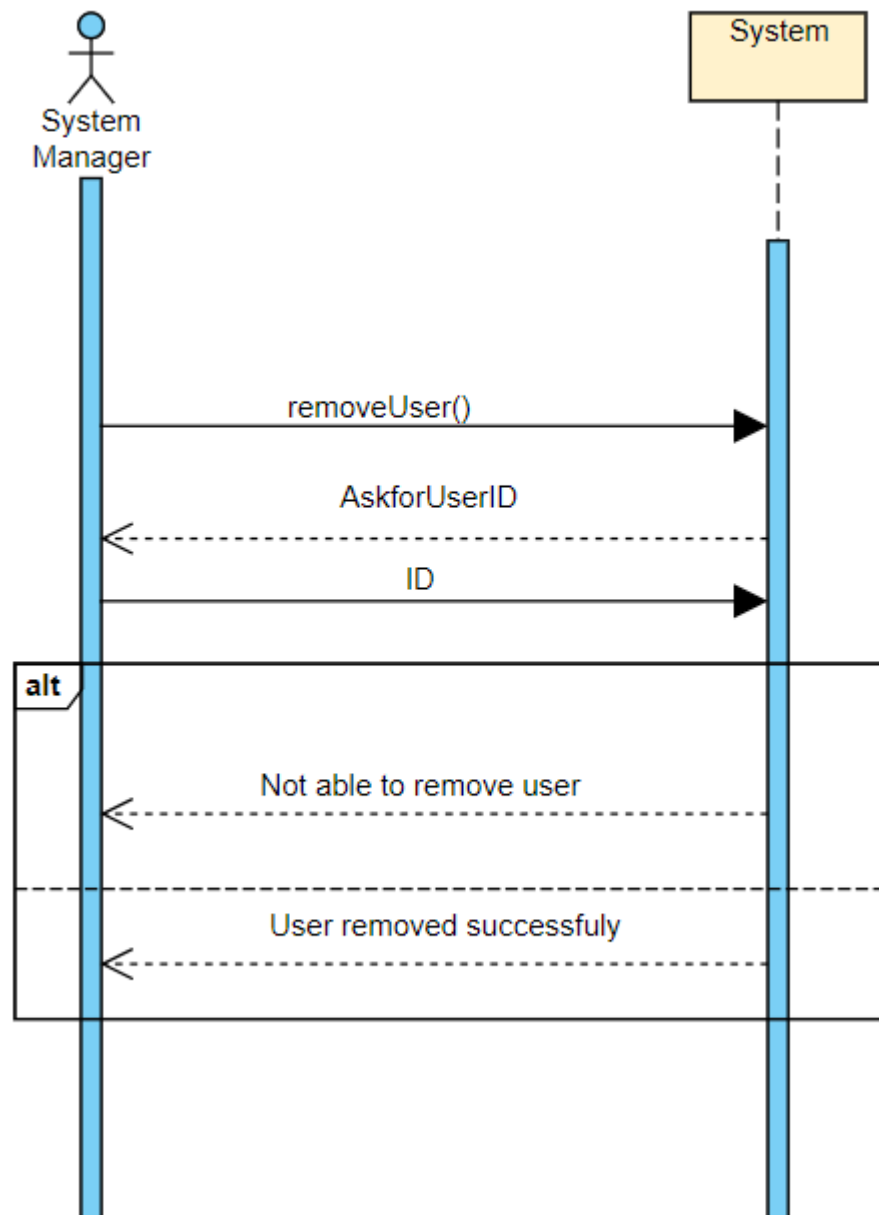 System
Manager
System
removeUser()
AskforUserID
ID
alt
Not able to remove user
User removed successfuly